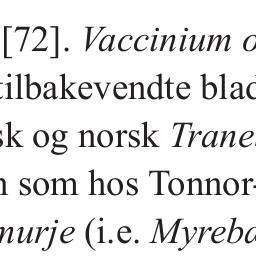 [72]. Vaccinium o
tilbakevendte blad
sk og norsk Trane
n som hos Tonnor-
murje (i.e. Myreba